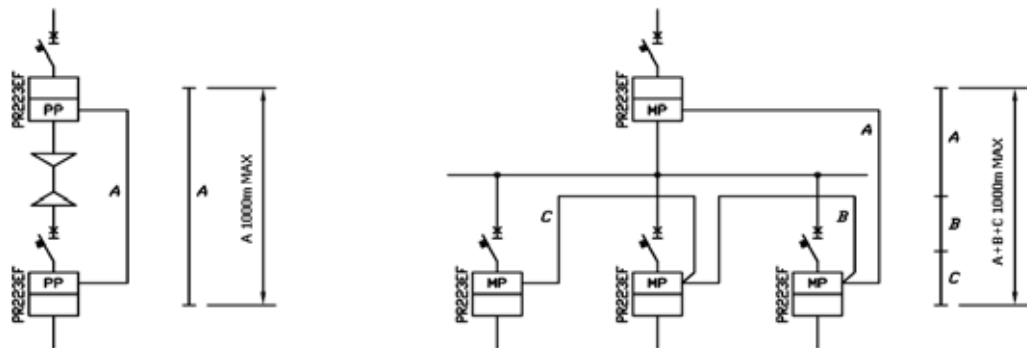 PR223EF
PP
A
PR223EF
PP
A
A 1000m MAX
PR223EF
MP
A
C
B
PR223EF
MP
PR223EF
MP
PR223EF
MP
A
B
C
A+B+C 1000m MAX